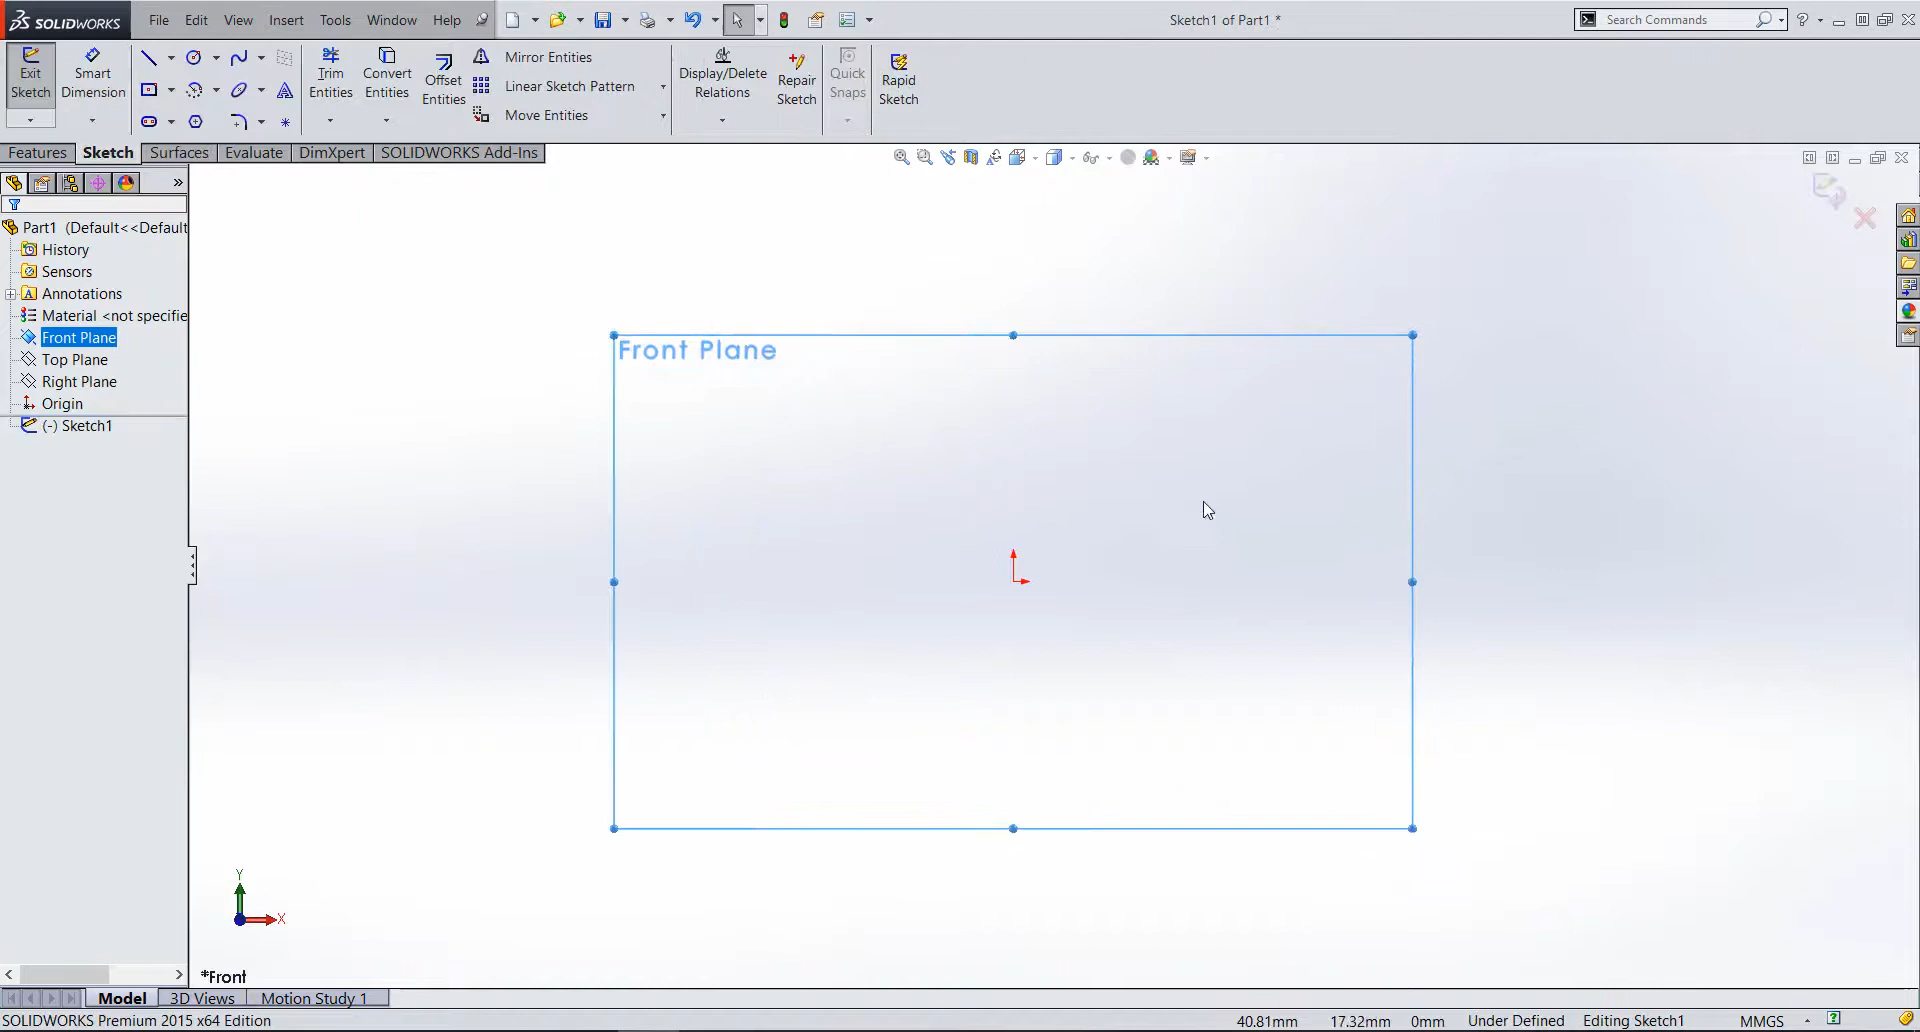 SOLIDWORKS File Edit View Insert Tools Window Help Sketch1 of Part1 * Search Commands ?
Exit Sketch
Smart Dimension
Trim Entities
Convert Entities
Offset Entities
Mirror Entities
Linear Sketch Pattern
Move Entities
Display/Delete Relations
Repair Sketch
Quick Snaps
Rapid Sketch
Features Sketch Surfaces Evaluate DimXpert SOLIDWORKS Add-Ins
»
Part1 (Default<<Default
History
Sensors
Annotations
Material <not specifie
Front Plane
Top Plane
Right Plane
Origin
(-) Sketch1
Front Plane
Y
X
*Front
Model 3D Views Motion Study 1
SOLIDWORKS Premium 2015 x64 Edition 40.81mm 17.32mm 0mm Under Defined Editing Sketch1 MMGS ?